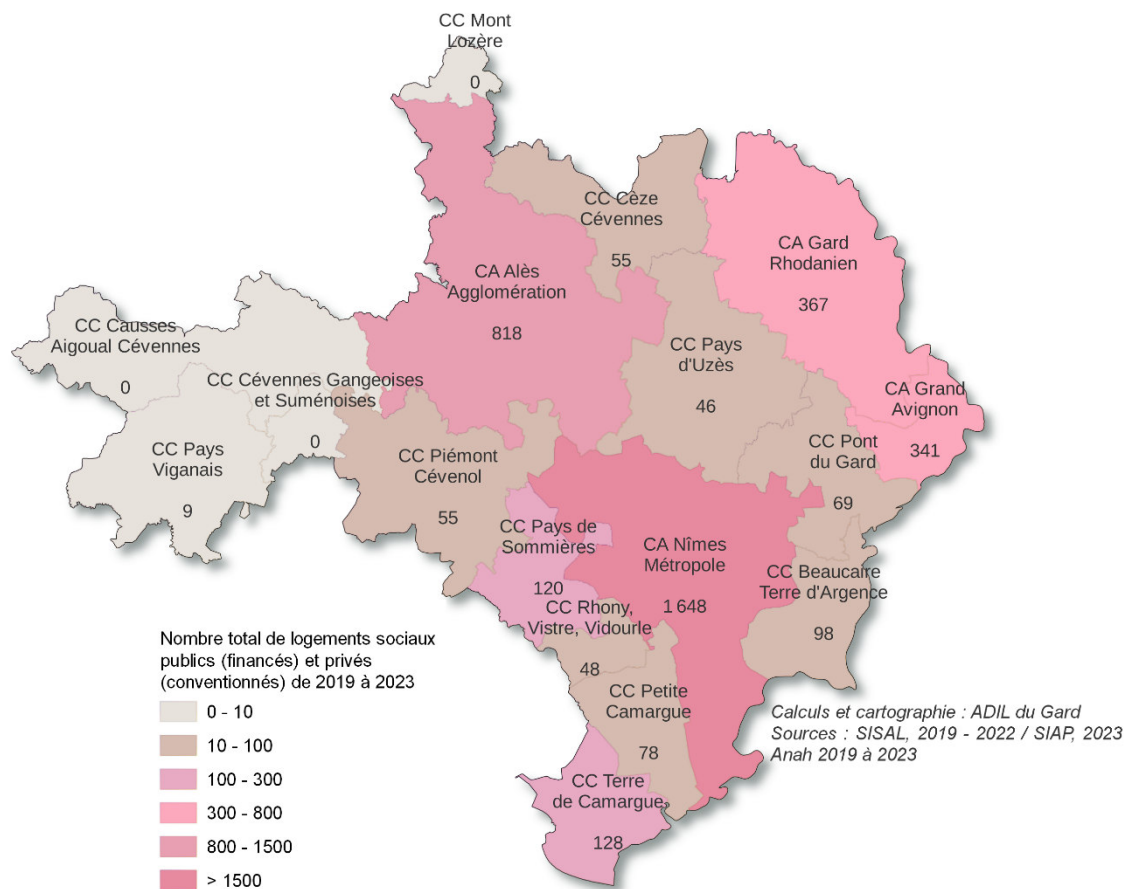 CC Mont
Lozère
0
CC Cèze
Cévennes
55
CA Gard
Rhodanien
367
CA Alès
Agglomération
818
CC Causses
Aigoual Cévennes
0
CC Pays
d'Uzès
46
CC Cévennes Gangeoises
et Suménoises
0
CA Grand
Avignon
341
CC Pays
Viganais
9
CC Piémont
Cévenol
55
CC Pont
du Gard
69
CC Pays de
Sommières
120
CA Nîmes
Métropole
1 648
CC Beaucaire
Terre d'Argence
98
CC Rhony,
Vistre, Vidourle
48
CC Petite
Camargue
78
CC Terre
de Camargue
128
Nombre total de logements sociaux
publics (financés) et privés
(conventionnés) de 2019 à 2023
0 - 10
10 - 100
100 - 300
300 - 800
800 - 1500
> 1500
Calculs et cartographie : ADIL du Gard
Sources : SISAL, 2019 - 2022 / SIAP, 2023
Anah 2019 à 2023